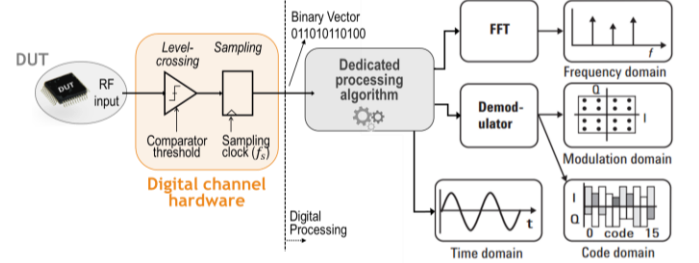 DUT
DUT
RF
input
Level-
crossing
Sampling
Comparator
threshold
Sampling
clock (fs)
Digital channel
hardware
Binary Vector
011010110100
Dedicated
processing
algorithm
Digital
Processing
FFT
f
Frequency domain
Demod-
ulator
Q
I
Modulation domain
t
Time domain
I
Q
0 code 15
Code domain